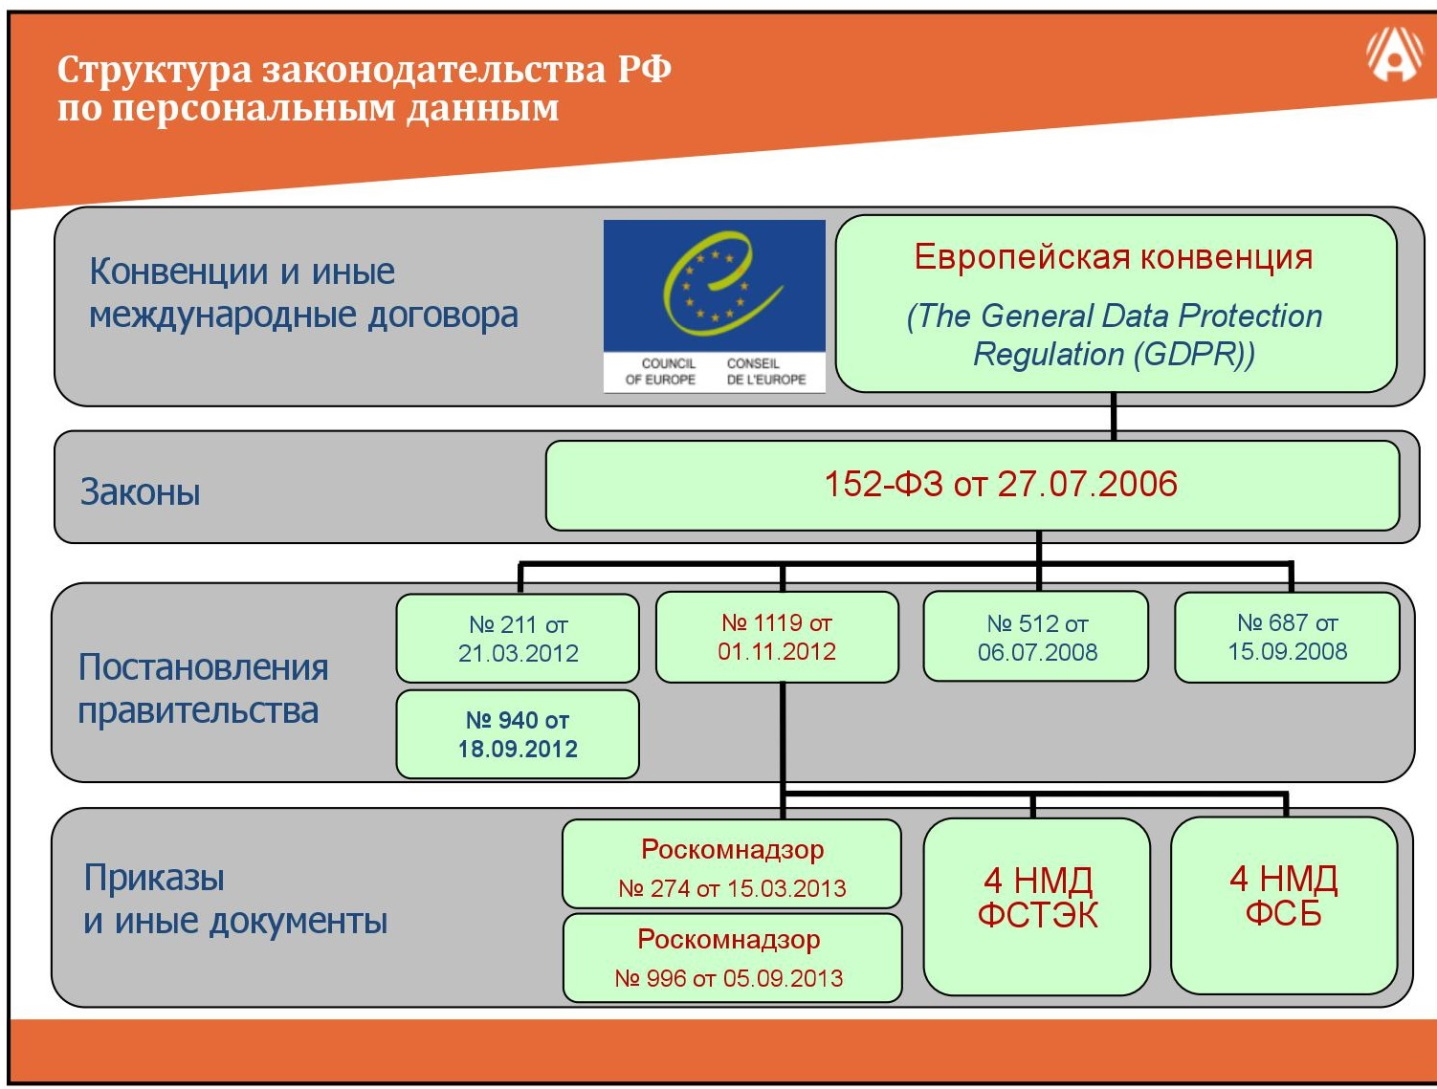 Структура законодательства РФ
по персональным данным
Конвенции и иные
международные договора
COUNCIL CONSEIL
OF EUROPE DE L'EUROPE
Европейская конвенция
(The General Data Protection
Regulation (GDPR))
Законы
152-ФЗ от 27.07.2006
Постановления
правительства
№ 211 от
21.03.2012
№ 940 от
18.09.2012
№ 1119 от
01.11.2012
№ 512 от
06.07.2008
№ 687 от
15.09.2008
Приказы
и иные документы
Роскомнадзор
№ 274 от 15.03.2013
Роскомнадзор
№ 996 от 05.09.2013
4 НМД
ФСТЭК
4 НМД
ФСБ